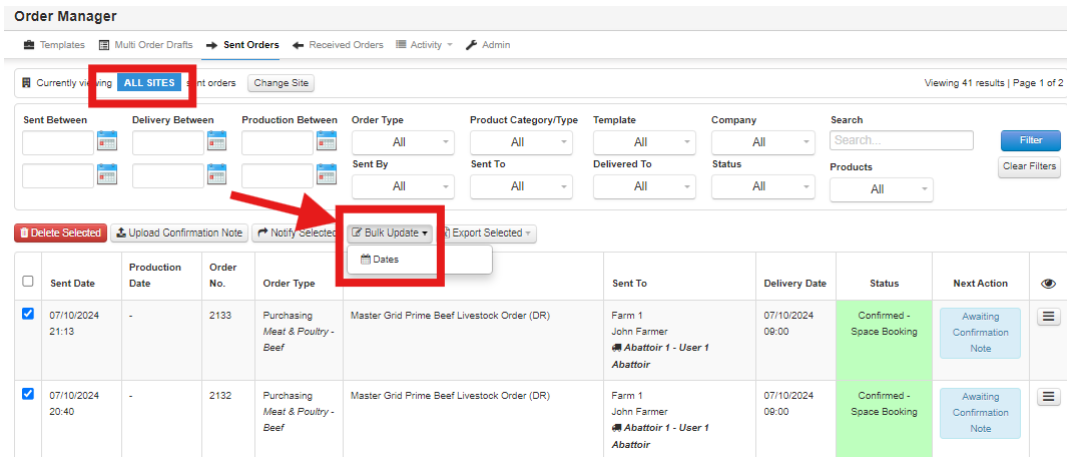 Order Manager
Templates Multi Order Drafts Sent Orders Received Orders Activity Admin
Currently viewing ALL SITES sent orders Change Site Viewing 41 results | Page 1 of 2
Sent Between Delivery Between Production Between Order Type Product Category/Type Template Company Search
All All All All Search... Filter
Sent By Sent To Delivered To Status Products Clear Filters
All All All All All
Delete Selected Upload Confirmation Note Notify Selected Bulk Update Export Selected
Dates
Sent Date Production Date Order No. Order Type Sent To Delivery Date Status Next Action
07/10/2024 - 2133 Purchasing Master Grid Prime Beef Livestock Order (DR) Farm 1 07/10/2024 Confirmed - Awaiting
21:13 Meat & Poultry - John Farmer 09:00 Space Booking Confirmation
Beef Abattoir 1 - User 1 Note
Abattoir
07/10/2024 - 2132 Purchasing Master Grid Prime Beef Livestock Order (DR) Farm 1 07/10/2024 Confirmed - Awaiting
20:40 Meat & Poultry - John Farmer 09:00 Space Booking Confirmation
Beef Abattoir 1 - User 1 Note
Abattoir